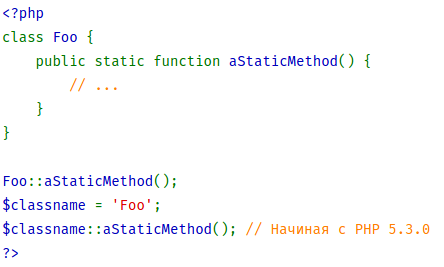 <?php
class Foo {
    public static function aStaticMethod() {
        // ...
    }
}

Foo::aStaticMethod();
$classname = 'Foo';
$classname::aStaticMethod(); // Начиная с PHP 5.3.0
?>